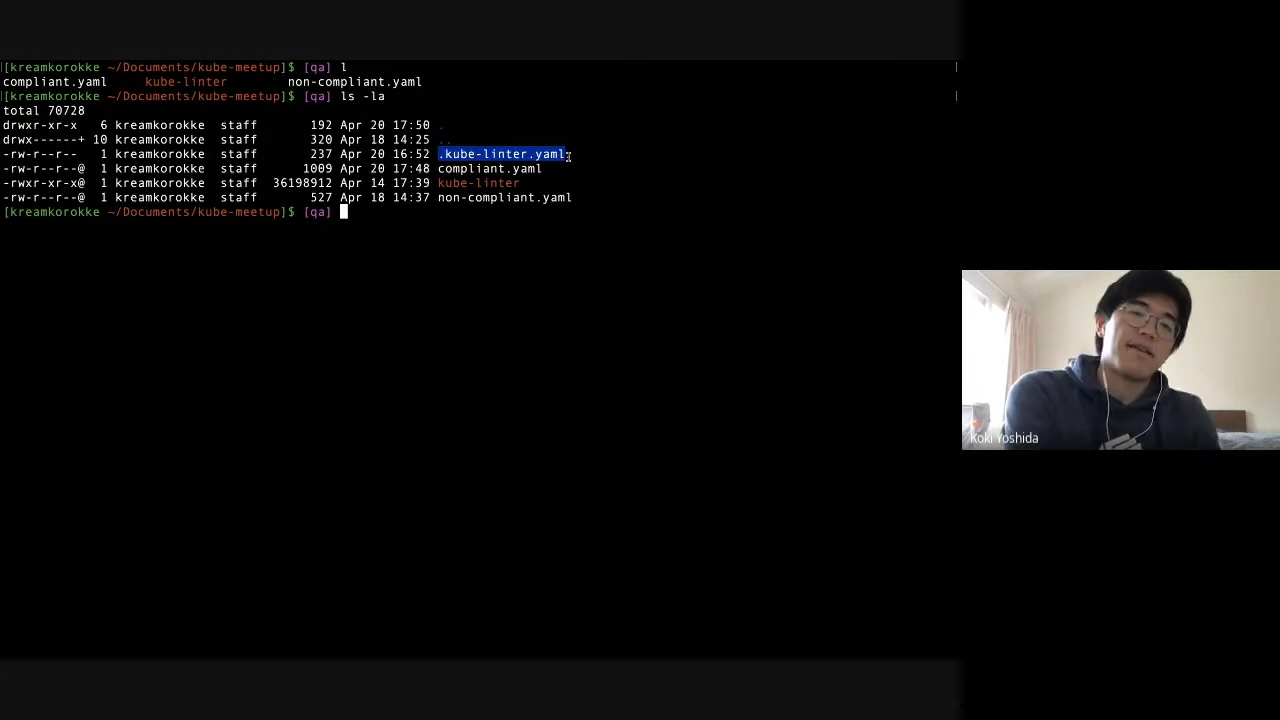 [kreamkorokke ~/Documents/kube-meetup]$ [qa] l
compliant.yaml kube-linter non-compliant.yaml
[kreamkorokke ~/Documents/kube-meetup]$ [qa] ls -la
total 70728
drwxr-xr-x 6 kreamkorokke staff 192 Apr 20 17:50 .
drwx------+ 10 kreamkorokke staff 320 Apr 18 14:25 ..
-rw-r--r-- 1 kreamkorokke staff 237 Apr 20 16:52 .kube-linter.yaml
-rw-r--r--@ 1 kreamkorokke staff 1009 Apr 20 17:48 compliant.yaml
-rwxr-xr-x@ 1 kreamkorokke staff 36198912 Apr 14 17:39 kube-linter
-rw-r--r--@ 1 kreamkorokke staff 527 Apr 18 14:37 non-compliant.yaml
[kreamkorokke ~/Documents/kube-meetup]$ [qa]
Koki Yoshida